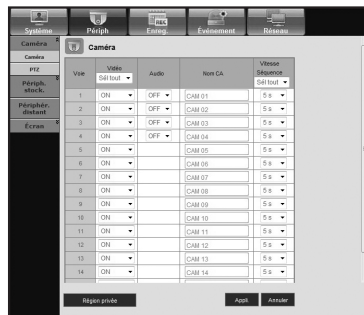 Système Périph Enreg. Evénement Réseau
Caméra
Caméra
PTZ
Périph. stock.
Périphér. distant
Ecran
Caméra
Voie Vidéo Audio Nom CA Vitesse Séquence
Sél tout Sél tout
1 ON OFF CAM 01 5 s
2 ON OFF CAM 02 5 s
3 ON OFF CAM 03 5 s
4 ON OFF CAM 04 5 s
5 ON CAM 05 5 s
6 ON CAM 06 5 s
7 ON CAM 07 5 s
8 ON CAM 08 5 s
9 ON CAM 09 5 s
10 ON CAM 10 5 s
11 ON CAM 11 5 s
12 ON CAM 12 5 s
13 ON CAM 13 5 s
14 ON CAM 14 5 s
Région privée Appli. Annuler